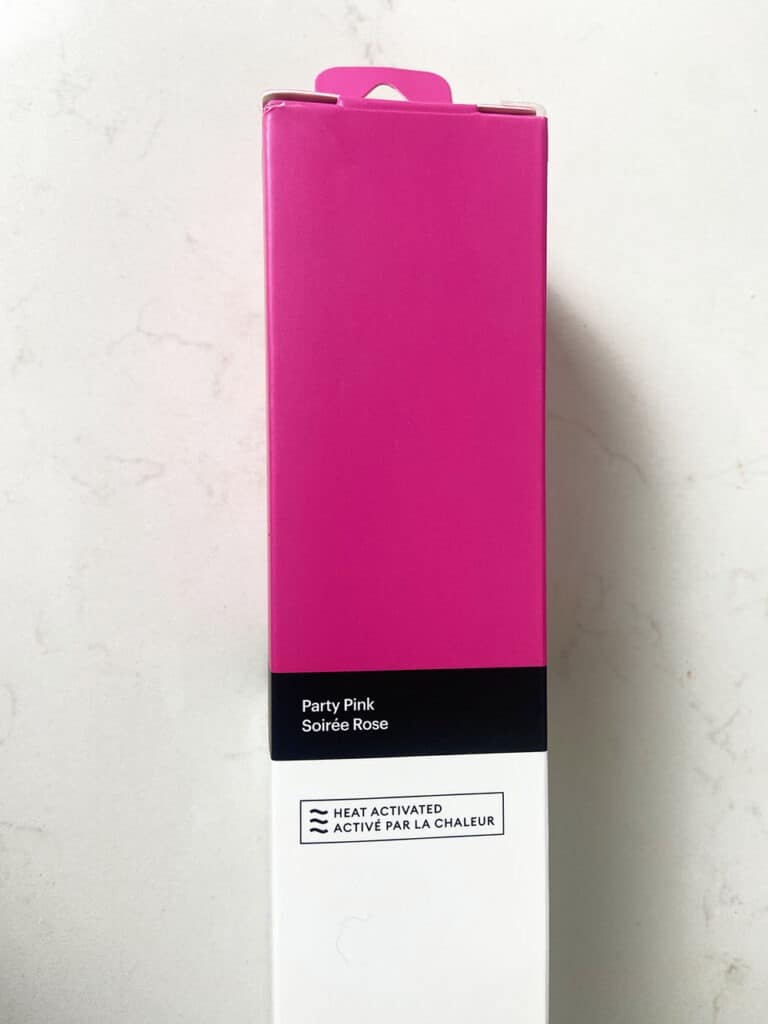 Party Pink
Soirée Rose
HEAT ACTIVATED
ACTIVÉ PAR LA CHALEUR